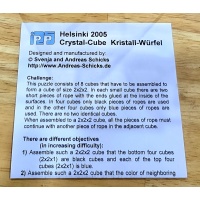 Helsinki 2005
Crystal-Cube Kristall-Würfel
Designed and manufactured by:
© Svenja and Andreas Schicks
http://www.Andreas-Schicks.de
Challenge:
This puzzle consists of 8 cubes that have to be assembled to
form a cube of size 2x2x2. In each small cube there are two
short pieces of rope with the ends glued at the inside of the
cubes. In four cubes only black pieces of ropes are used
and in the other four cubes only blue pieces of ropes are
used. There are no two identical cubes.
When assembled to a 2x2x2 cube, all pieces of rope must
continue with another piece of rope in the adjacent cube.
There are different objectives
(in increasing difficulty):
1) Assemble such a 2x2x2 cube that the bottom four cubes
(2x2x1) are black cubes and each of the top four
cubes (2x2x1) is blue.
2) Assemble such a 2x2x2 cube that the color of neighboring